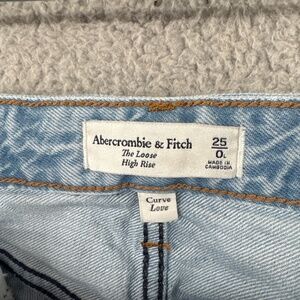 Abercrombie & Fitch
The Loose
High Rise
25
0.
MADE IN
CAMBODIA
Curve
Love